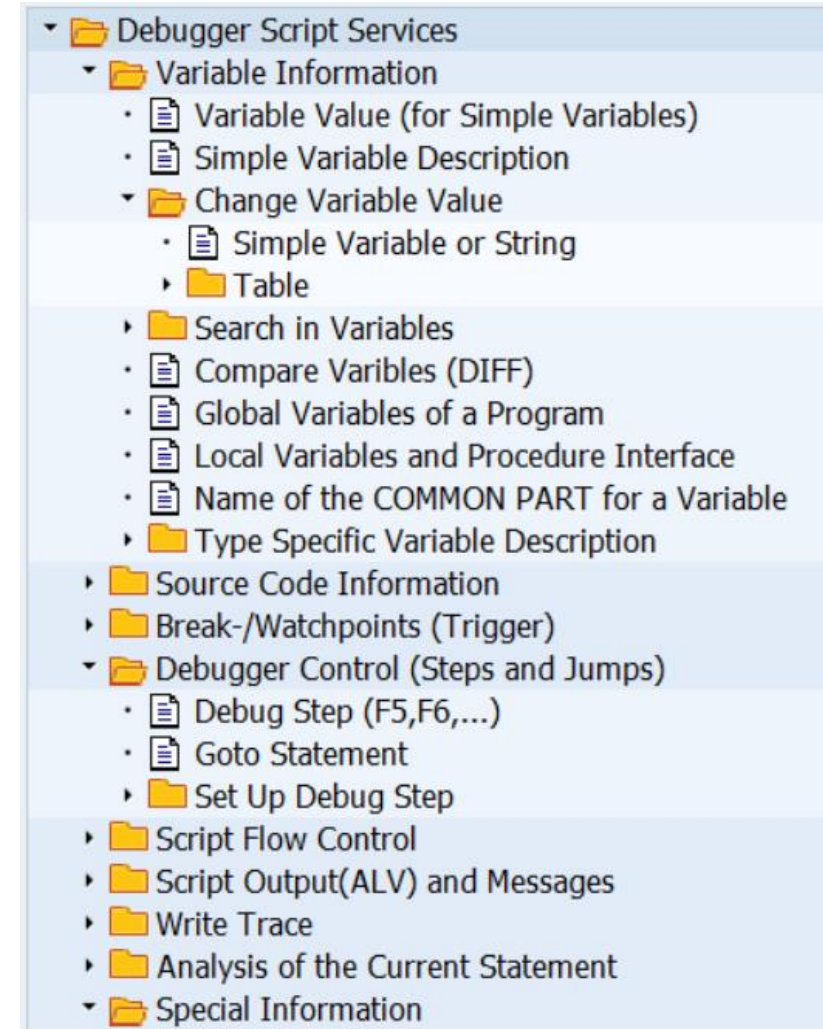 Debugger Script Services
Variable Information
Variable Value (for Simple Variables)
Simple Variable Description
Change Variable Value
Simple Variable or String
Table
Search in Variables
Compare Varibles (DIFF)
Global Variables of a Program
Local Variables and Procedure Interface
Name of the COMMON PART for a Variable
Type Specific Variable Description
Source Code Information
Break-/Watchpoints (Trigger)
Debugger Control (Steps and Jumps)
Debug Step (F5,F6,...)
Goto Statement
Set Up Debug Step
Script Flow Control
Script Output(ALV) and Messages
Write Trace
Analysis of the Current Statement
Special Information